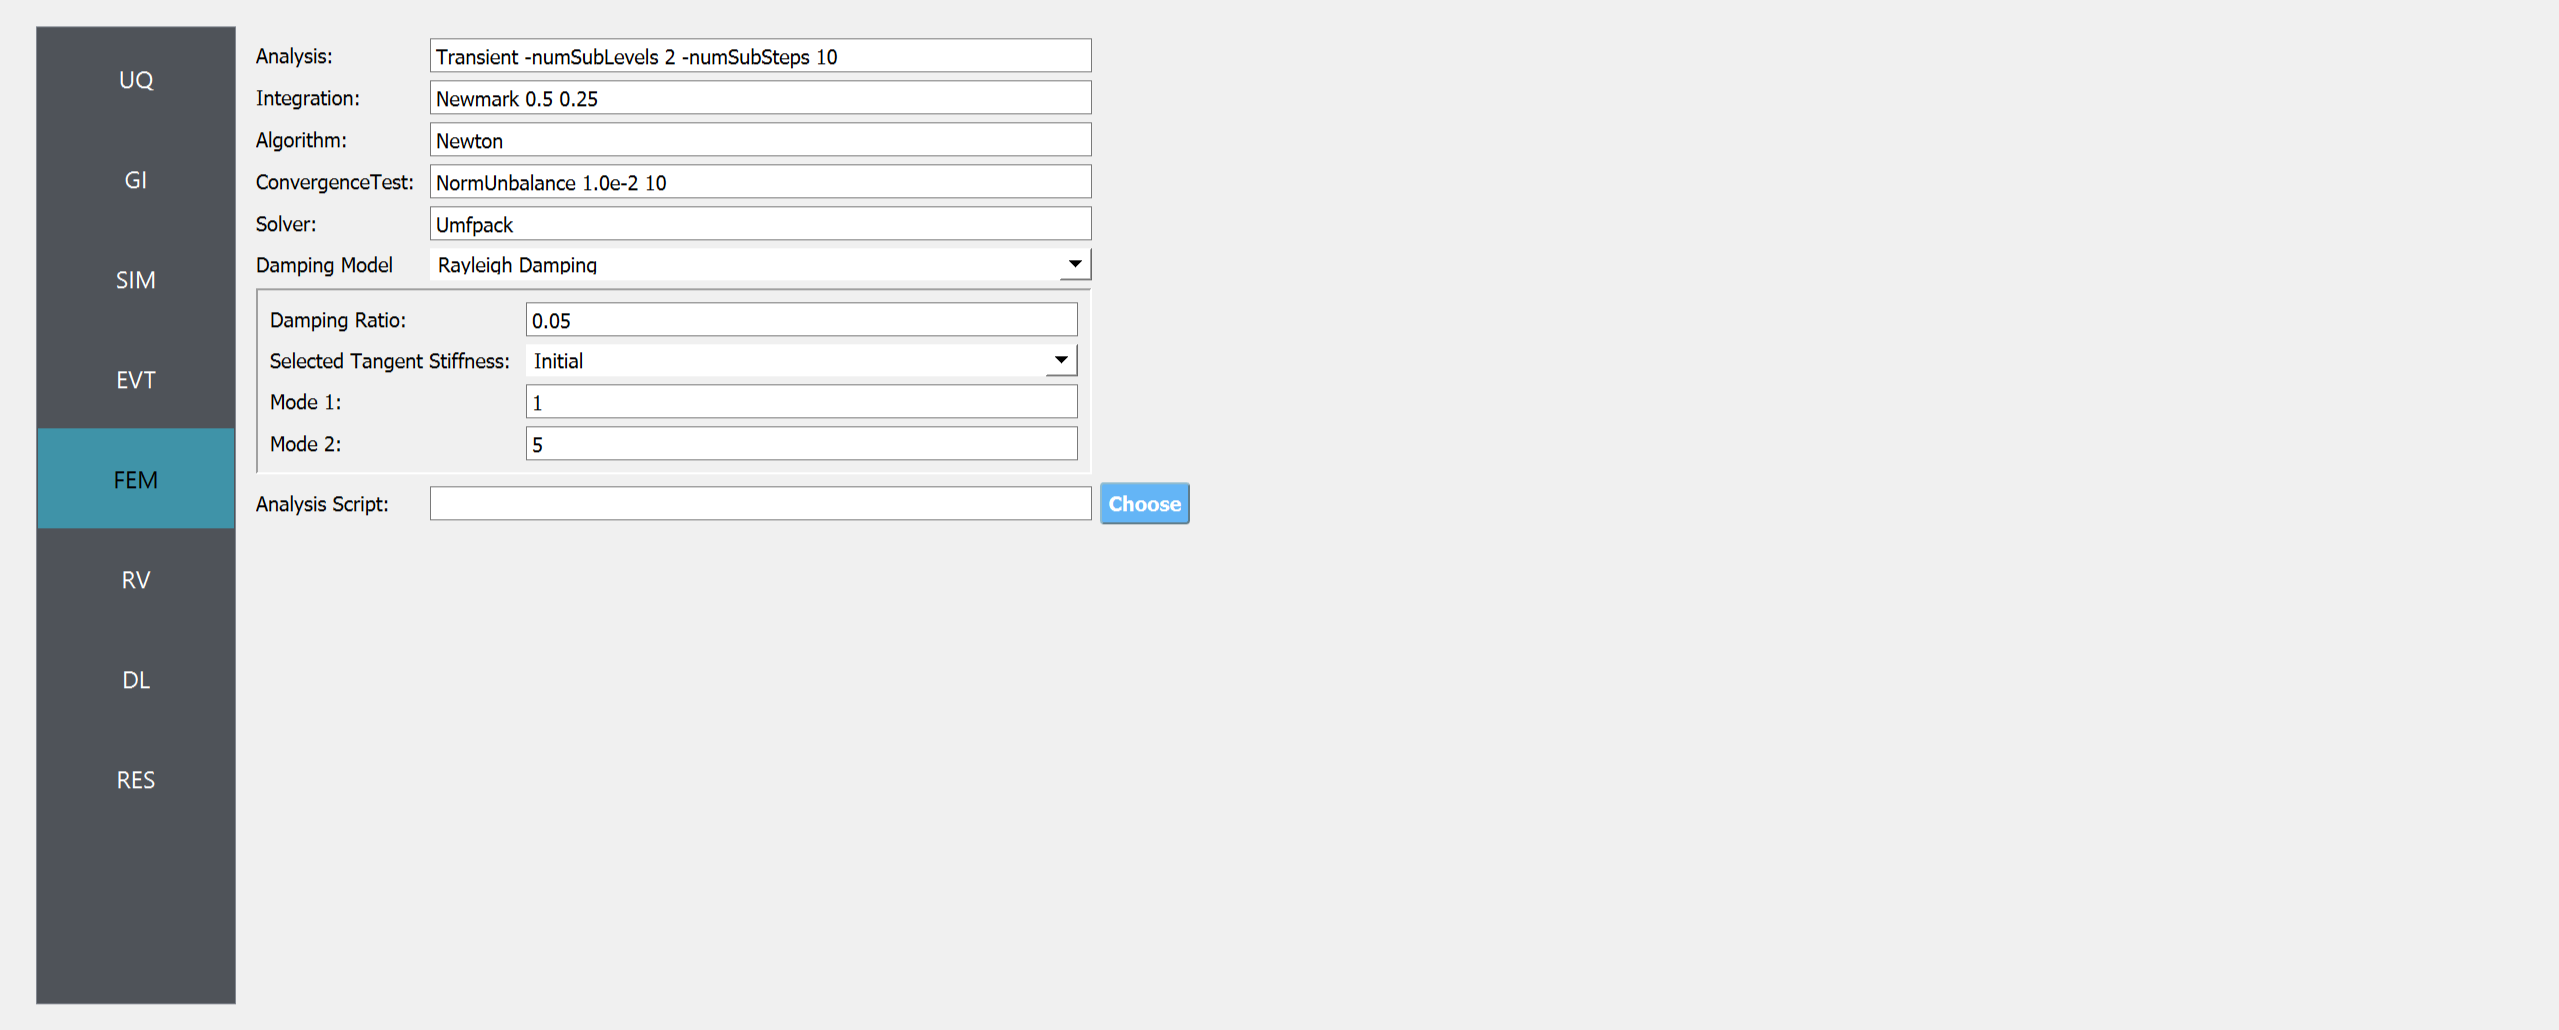 UQ
GI
SIM
EVT
FEM
RV
DL
RES
Analysis: Transient -numSubLevels 2 -numSubSteps 10
Integration: Newmark 0.5 0.25
Algorithm: Newton
ConvergenceTest: NormUnbalance 1.0e-2 10
Solver: Umfpack
Damping Model Rayleigh Damping
Damping Ratio: 0.05
Selected Tangent Stiffness: Initial
Mode 1: 1
Mode 2: 5
Analysis Script: Choose